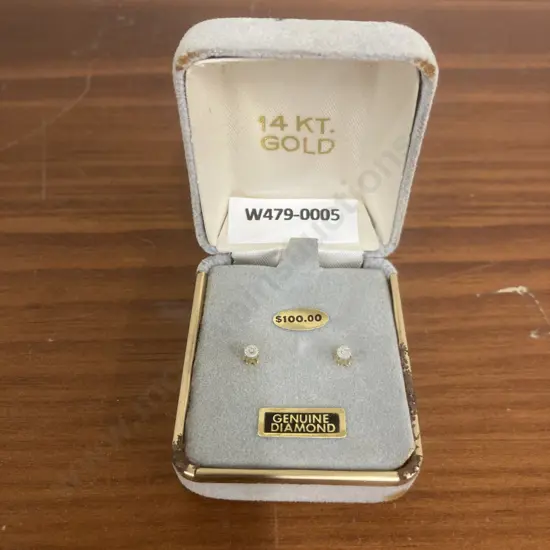 14 KT.
GOLD
W479-0005
$100.00
GENUINE
DIAMOND